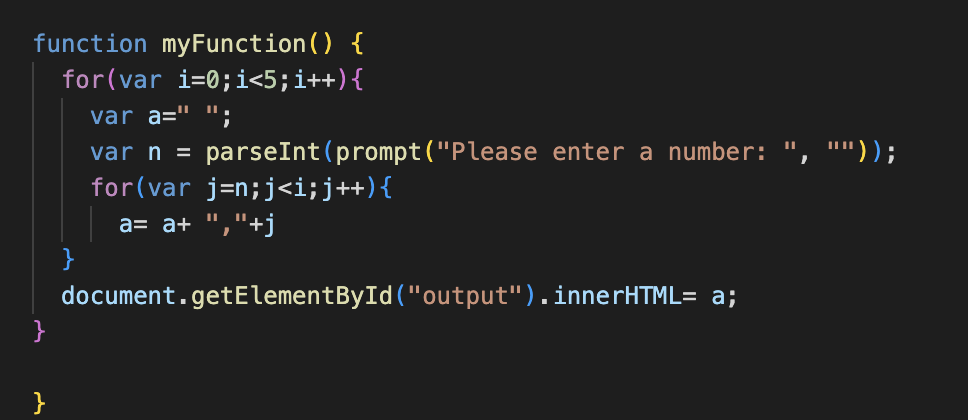 function myFunction() {
for(var i=0;i<5;i++){
var a=" ";
var n = parseInt(prompt("Please enter a number: ", ""));
for(var j=n;j<i;j++){
a= a+ ","+j
}
document.getElementById("output").innerHTML= a;
}
}